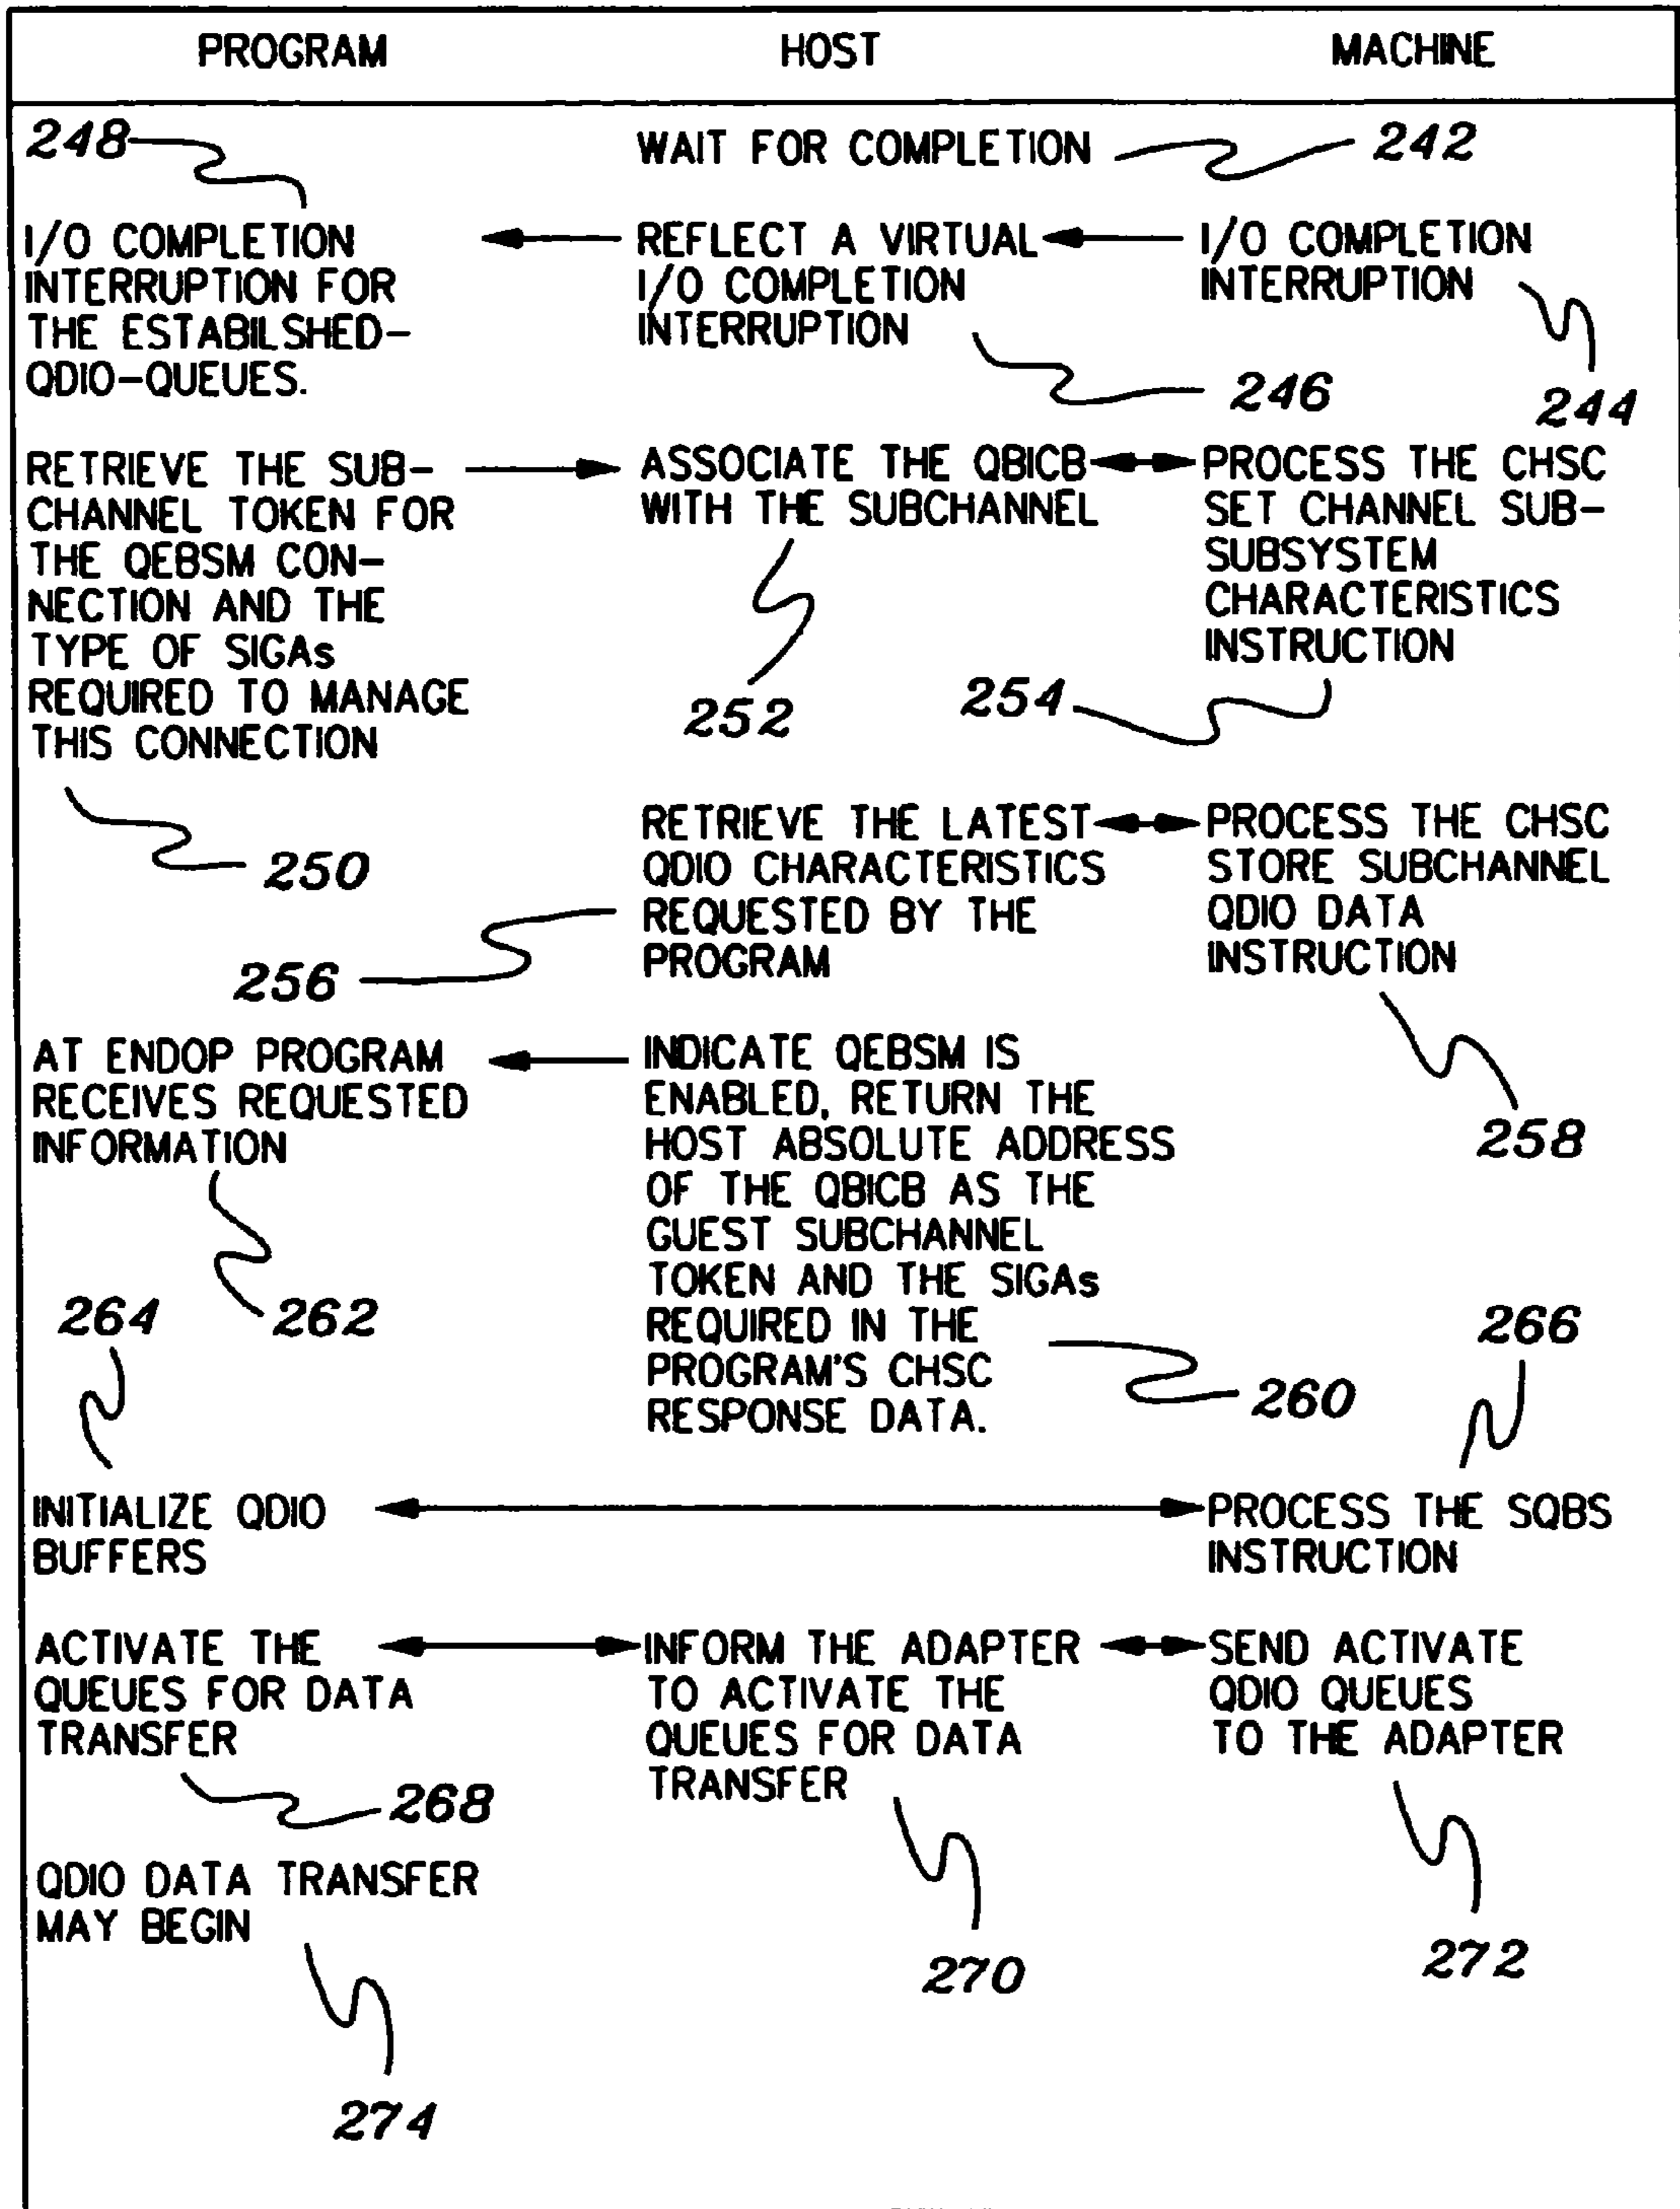 PROGRAM HOST MACHINE
248
WAIT FOR COMPLETION 242
I/O COMPLETION
INTERRUPTION FOR
THE ESTABILSHED-
QDIO-QUEUES.
REFLECT A VIRTUAL
I/O COMPLETION
INTERRUPTION
I/O COMPLETION
INTERRUPTION
246
244
RETRIEVE THE SUB-
CHANNEL TOKEN FOR
THE QEBSM CON-
NECTION AND THE
TYPE OF SIGAs
REQUIRED TO MANAGE
THIS CONNECTION
ASSOCIATE THE QBICB
WITH THE SUBCHANNEL
PROCESS THE CHSC
SET CHANNEL SUB-
SUBSYSTEM
CHARACTERISTICS
INSTRUCTION
252
254
250
RETRIEVE THE LATEST
QDIO CHARACTERISTICS
REQUESTED BY THE
PROGRAM
PROCESS THE CHSC
STORE SUBCHANNEL
QDIO DATA
INSTRUCTION
256
258
AT ENDOP PROGRAM
RECEIVES REQUESTED
INFORMATION
INDICATE QEBSM IS
ENABLED, RETURN THE
HOST ABSOLUTE ADDRESS
OF THE QBICB AS THE
GUEST SUBCHANNEL
TOKEN AND THE SIGAs
REQUIRED IN THE
PROGRAM'S CHSC
RESPONSE DATA.
264
262
266
260
INITIALIZE QDIO
BUFFERS
PROCESS THE SQBS
INSTRUCTION
ACTIVATE THE
QUEUES FOR DATA
TRANSFER
INFORM THE ADAPTER
TO ACTIVATE THE
QUEUES FOR DATA
TRANSFER
SEND ACTIVATE
QDIO QUEUES
TO THE ADAPTER
268
270
272
QDIO DATA TRANSFER
MAY BEGIN
274